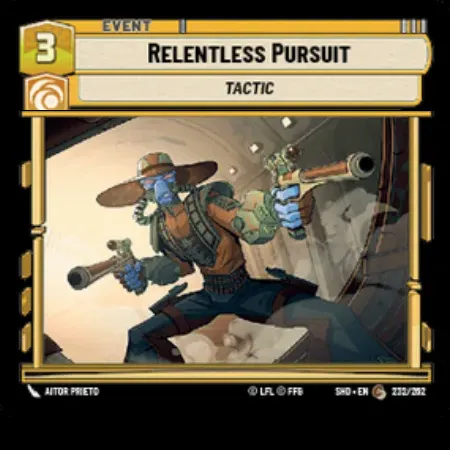 EVENT
3
RELENTLESS PURSUIT
TACTIC
AITOR PRIETO
© LFL © FFG
SHD • EN
232/262